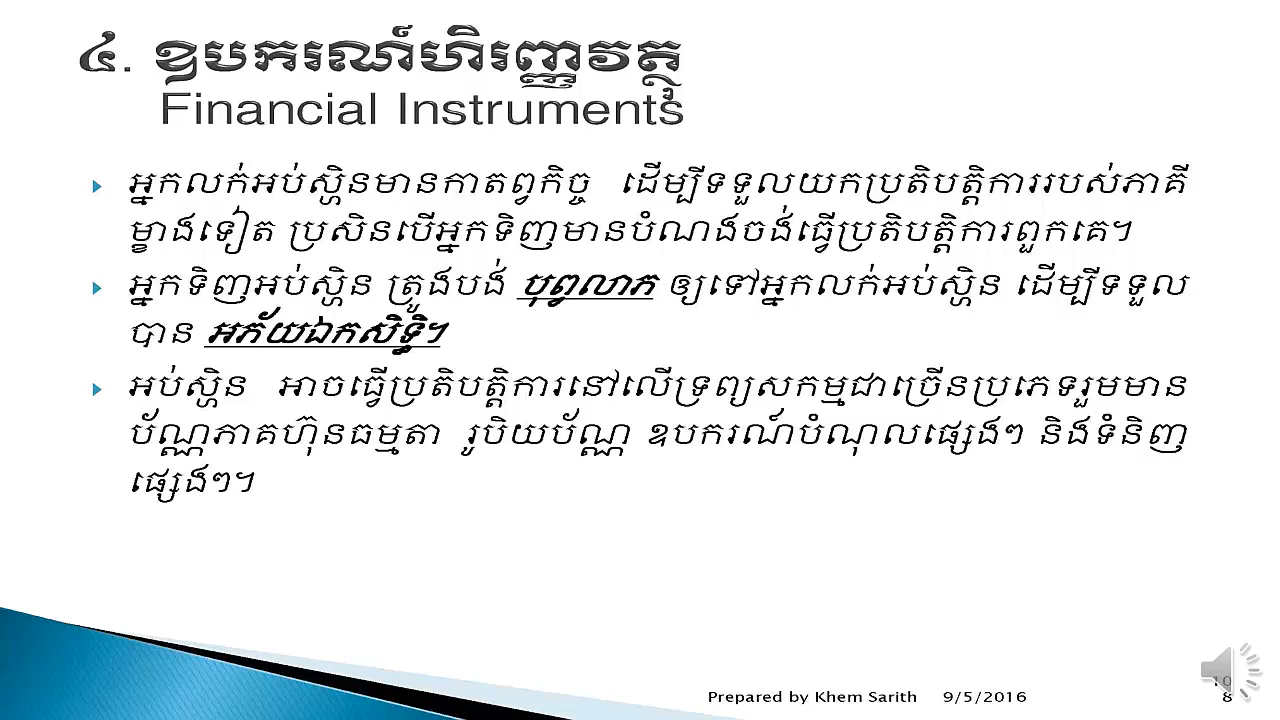 ៤. ឧបករណ៍ហិរញ្ញវត្ថុ
Financial Instruments
អ្នកលក់អប់ស្ហិនមានកាតព្វកិច្ច ដើម្បីទទួលយកប្រតិបត្តិការរបស់ភាគី
ម្ខាងទៀត ប្រសិនបើអ្នកទិញមានបំណងចង់ធ្វើប្រតិបត្តិការពួកគេ។
អ្នកទិញអប់ស្ហិន ត្រូងបង់ បុព្វលាភ ឲ្យទៅអ្នកលក់អប់ស្ហិន ដើម្បីទទួល
បាន អភ័យឯកសិទ្ធិ។
អប់ស្ហិន អាចធ្វើប្រតិបត្តិការនៅលើទ្រព្យសកម្មជាច្រើនប្រភេទរួមមាន
ប័ណ្ណភាគហ៊ុនធម្មតា រូបិយប័ណ្ណ ឧបករណ៍បំណុលផ្សេងៗ និងទំនិញ
ផ្សេងៗ។
Prepared by Khem Sarith 9/5/2016
10
8